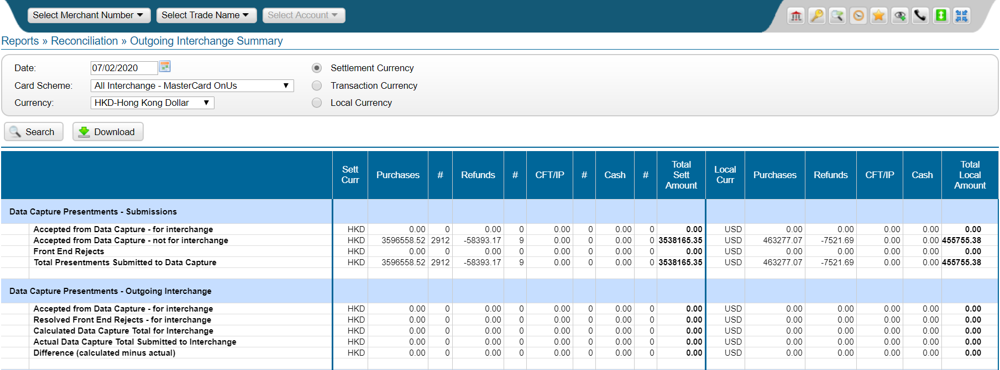 Select Merchant Number Select Trade Name Select Account
Reports » Reconciliation » Outgoing Interchange Summary
Date: 07/02/2020 Settlement Currency
Card Scheme: All Interchange - MasterCard OnUs Transaction Currency
Currency: HKD-Hong Kong Dollar Local Currency
Search Download
Sett Curr Purchases # Refunds # CFT/IP # Cash # Total Sett Amount Local Curr Purchases Refunds CFT/IP Cash Total Local Amount
Data Capture Presentments - Submissions
Accepted from Data Capture - for interchange HKD 0.00 0 0.00 0 0.00 0 0.00 0 0.00 USD 0.00 0.00 0.00 0.00 0.00
Accepted from Data Capture - not for interchange HKD 3596558.52 2912 -58393.17 9 0.00 0 0.00 0 3538165.35 USD 463277.07 -7521.69 0.00 0.00 455755.38
Front End Rejects HKD 0.00 0 0.00 0 0.00 0 0.00 0 0.00 USD 0.00 0.00 0.00 0.00 0.00
Total Presentments Submitted to Data Capture HKD 3596558.52 2912 -58393.17 9 0.00 0 0.00 0 3538165.35 USD 463277.07 -7521.69 0.00 0.00 455755.38
Data Capture Presentments - Outgoing Interchange
Accepted from Data Capture - for interchange HKD 0.00 0 0.00 0 0.00 0 0.00 0 0.00 USD 0.00 0.00 0.00 0.00 0.00
Resolved Front End Rejects - for interchange HKD 0.00 0 0.00 0 0.00 0 0.00 0 0.00 USD 0.00 0.00 0.00 0.00 0.00
Calculated Data Capture Total for Interchange HKD 0.00 0 0.00 0 0.00 0 0.00 0 0.00 USD 0.00 0.00 0.00 0.00 0.00
Actual Data Capture Total Submitted to Interchange HKD 0.00 0 0.00 0 0.00 0 0.00 0 0.00 USD 0.00 0.00 0.00 0.00 0.00
Difference (calculated minus actual) HKD 0.00 0 0.00 0 0.00 0 0.00 0 0.00 USD 0.00 0.00 0.00 0.00 0.00